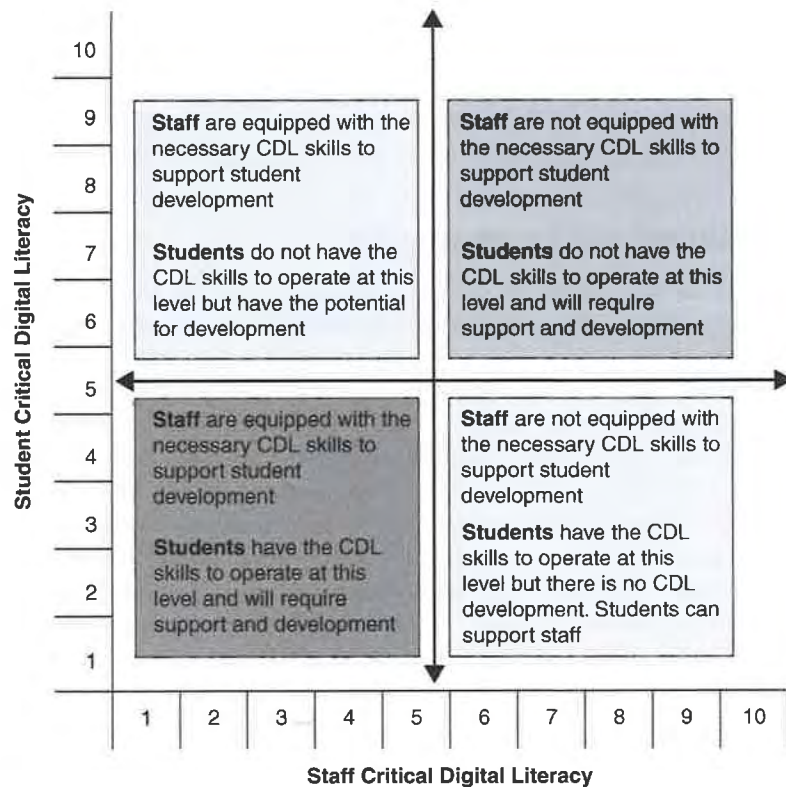 Student Critical Digital Literacy
10
9
8
7
6
5
4
3
2
1
Staff are equipped with the
necessary CDL skills to
support student
development
Students do not have the
CDL skills to operate at this
level but have the potential
for development
Staff are not equipped with
the necessary CDL skills to
support student
development
Students do not have the
CDL skills to operate at this
level and will require
support and development
Staff are equipped with the
necessary CDL skills to
support student
development
Students have the CDL
skills to operate at this
level and will require
support and development
Staff are not equipped with
the necessary CDL skills to
support student
development
Students have the CDL
skills to operate at this
level but there is no CDL
development. Students can
support staff
1 2 3 4 5 6 7 8 9 10
Staff Critical Digital Literacy